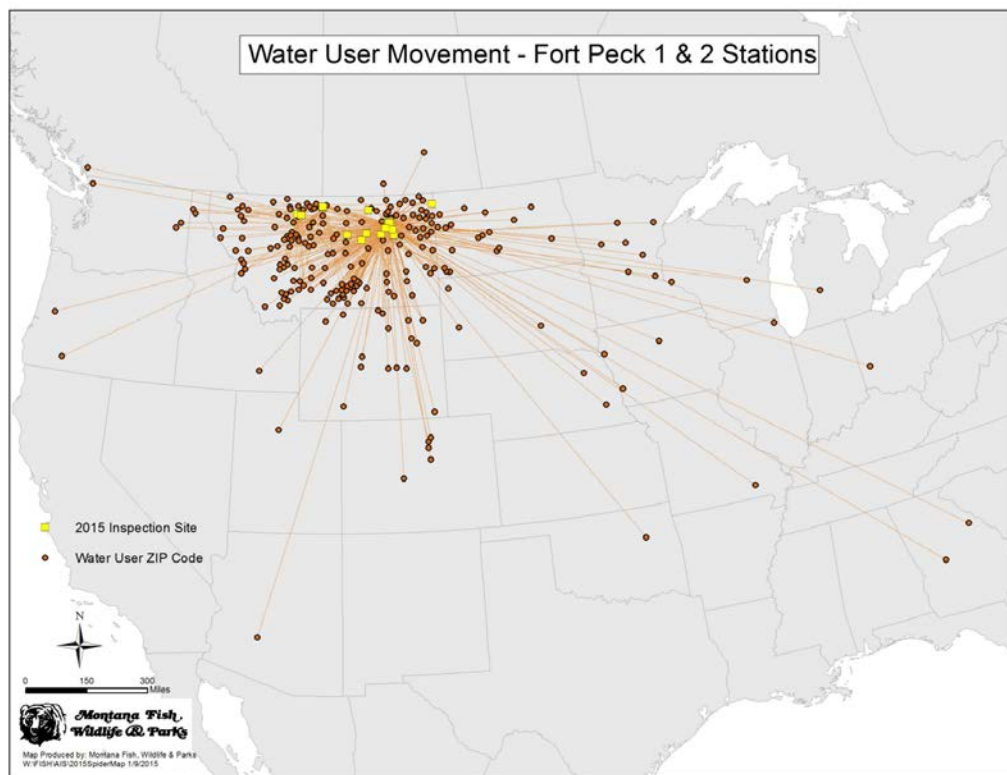 Water User Movement - Fort Peck 1 & 2 Stations
2015 Inspection Site
Water User ZIP Code
N
0 150 300
Miles
Montana Fish,
Wildlife & Parks
Map Produced by: Montana Fish, Wildlife & Parks
W:\FISH\AIS\2015SpiderMap 1/9/2015